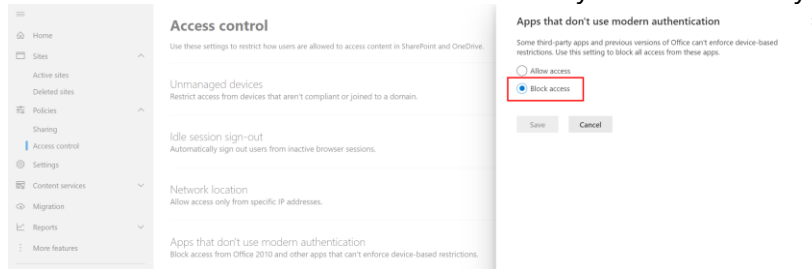 Home
Sites
Active sites
Deleted sites
Policies
Sharing
Access control
Settings
Content services
Migration
Reports
More features
Access control
Use these settings to restrict how users are allowed to access content in SharePoint and OneDrive.
Unmanaged devices
Restrict access from devices that aren't compliant or joined to a domain.
Idle session sign-out
Automatically sign out users from inactive browser sessions.
Network location
Allow access only from specific IP addresses.
Apps that don't use modern authentication
Block access from Office 2010 and other apps that can't enforce device-based restrictions.
Apps that don't use modern authentication
Some third-party apps and previous versions of Office can't enforce device-based
restrictions. Use this setting to block all access from these apps.
Allow access
Block access
Save Cancel